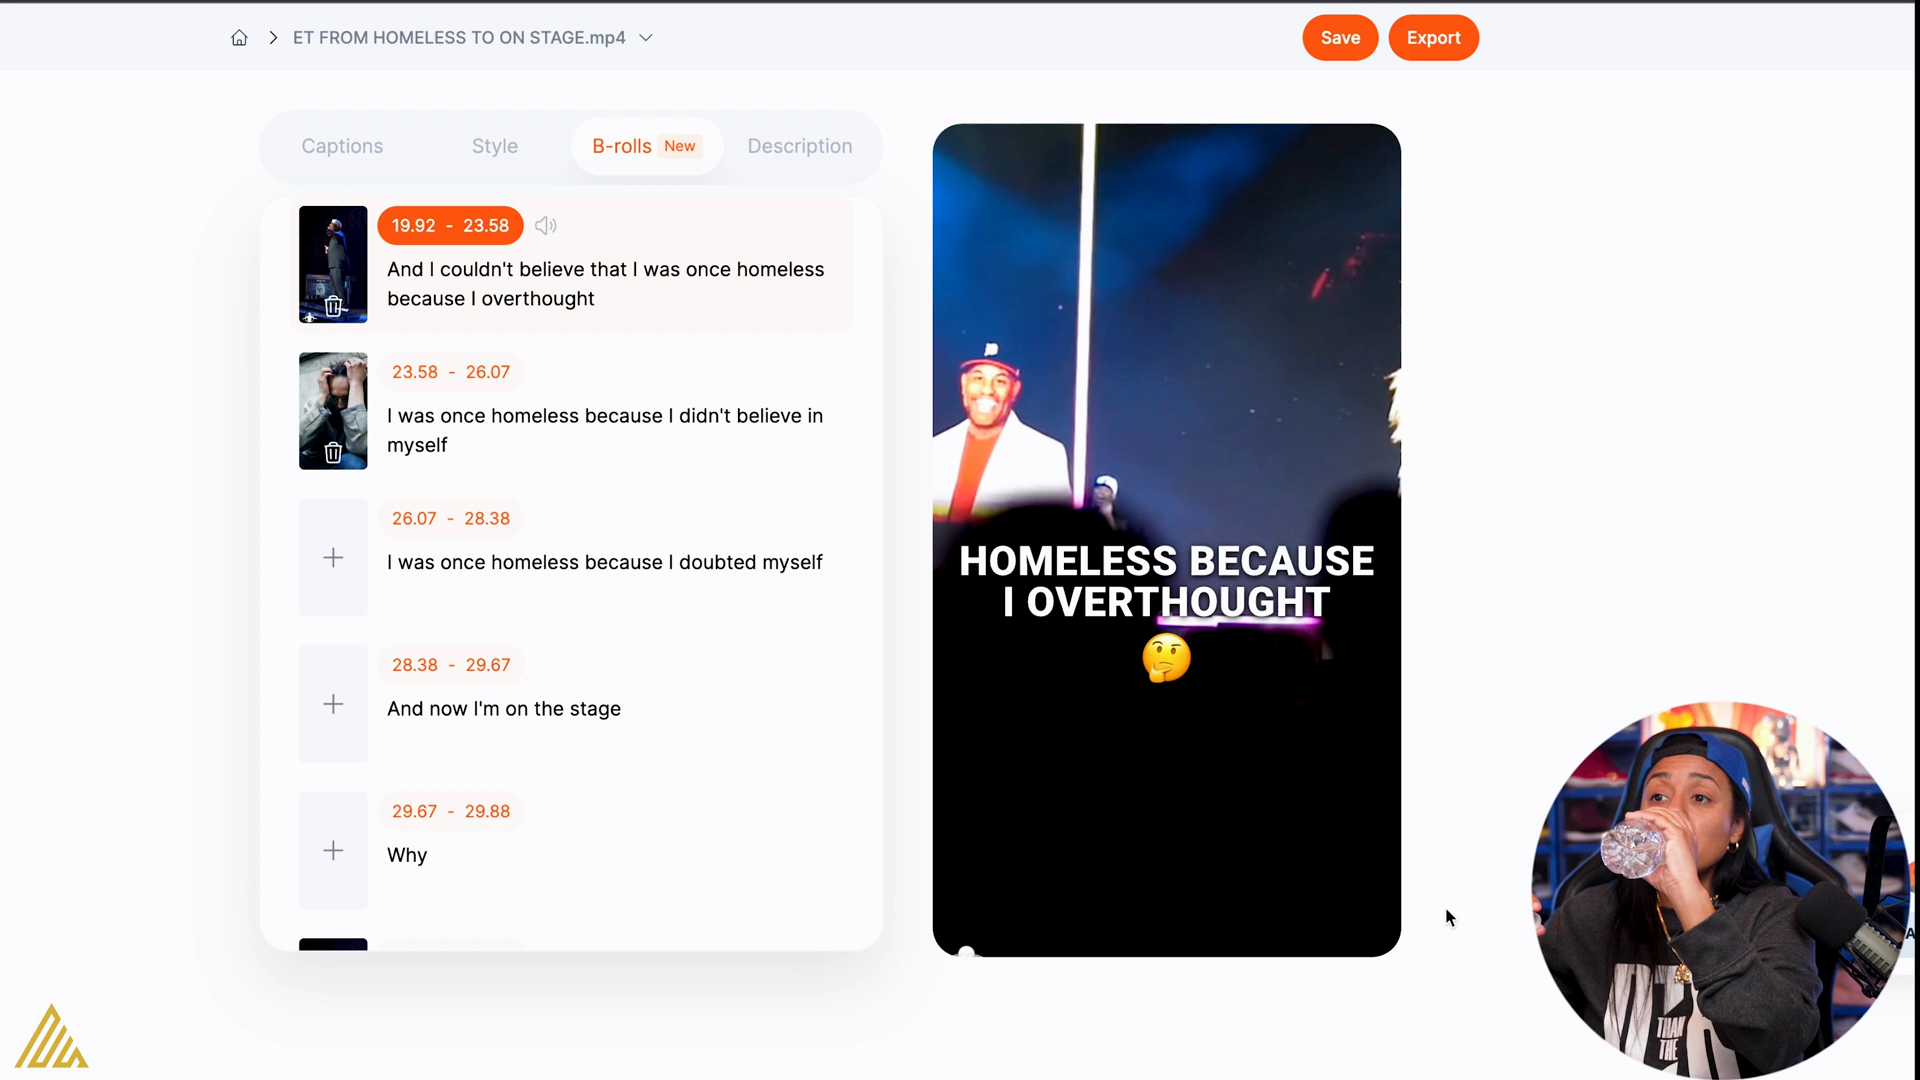 ET FROM HOMELESS TO ON STAGE.mp4
Save
Export
Captions
Style
B-rolls
New
Description
19.92 - 23.58
And I couldn't believe that I was once homeless
because I overthought
23.58 - 26.07
I was once homeless because I didn't believe in
myself
26.07 - 28.38
I was once homeless because I doubted myself
28.38 - 29.67
And now I'm on the stage
29.67 - 29.88
Why
HOMELESS BECAUSE
I OVERTHOUGHT
THAN
THE